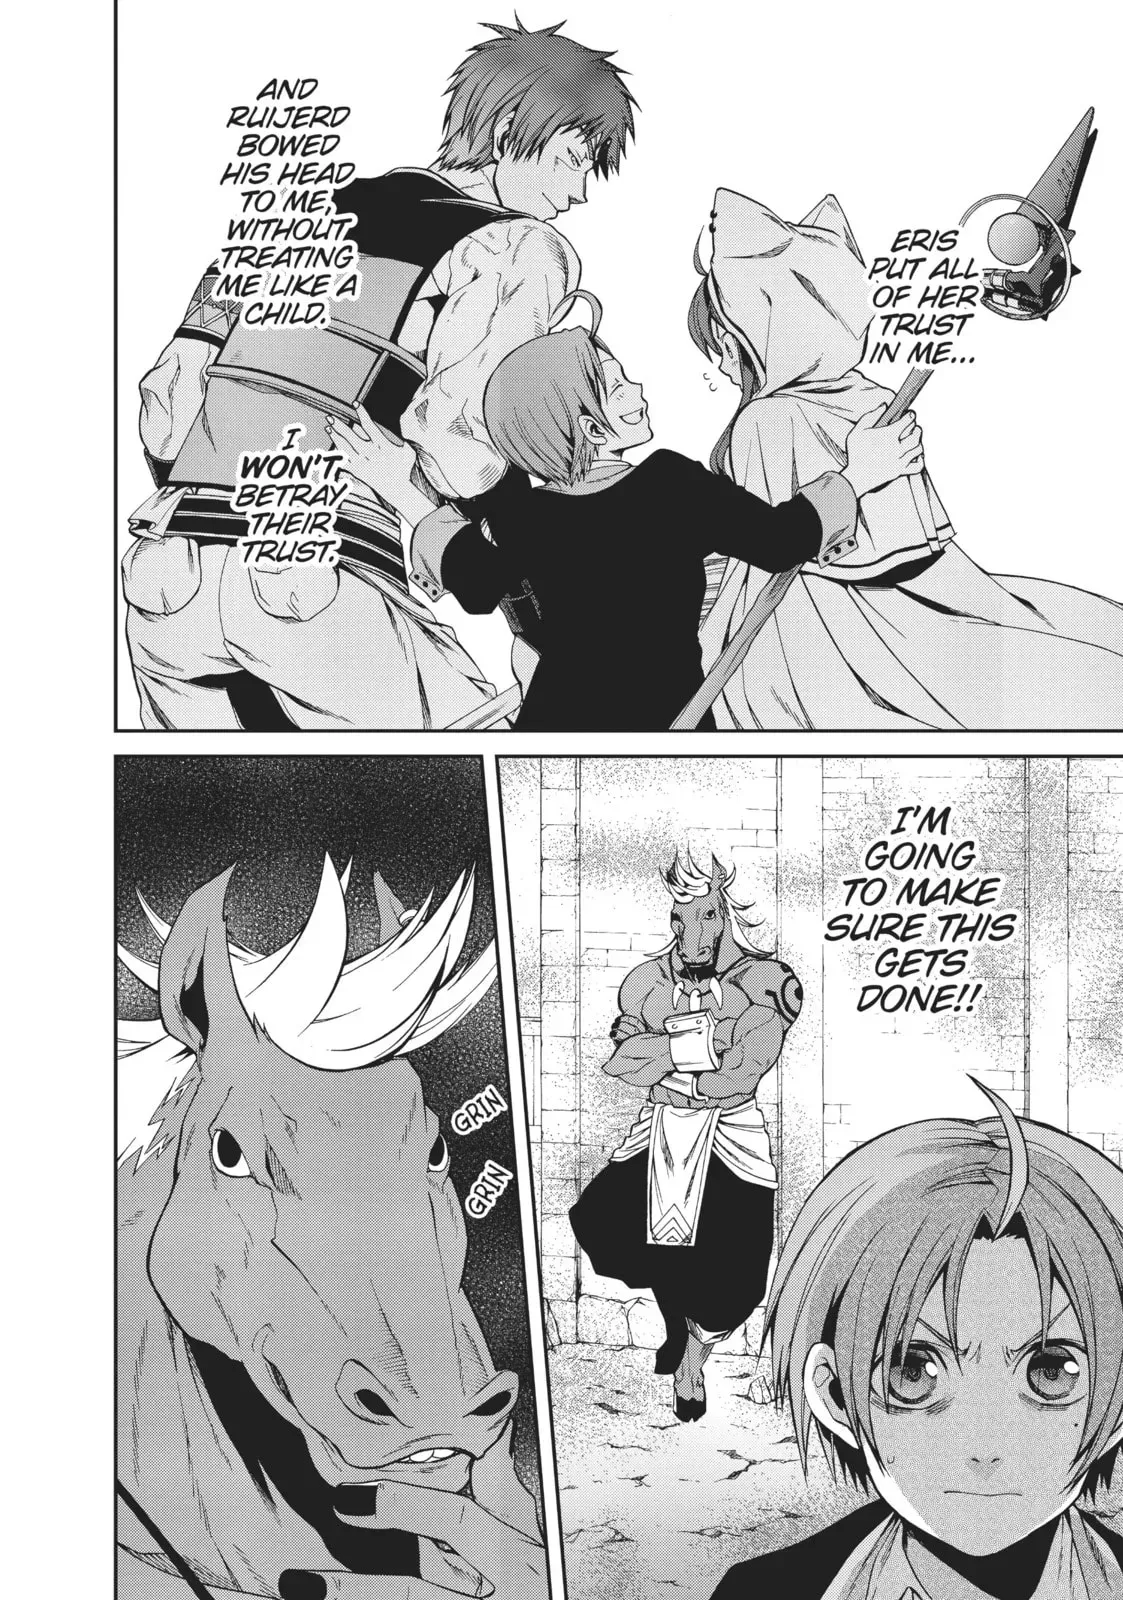 ERIS
PUT ALL
OF HER
TRUST
IN ME...
AND
RUIJERD
BOWED
HIS HEAD
TO ME,
WITHOUT
TREATING
ME LIKE A
CHILD.
I
WON'T
BETRAY
THEIR
TRUST.
I'M
GOING
TO MAKE
SURE THIS
GETS
DONE!!
GRIN
GRIN